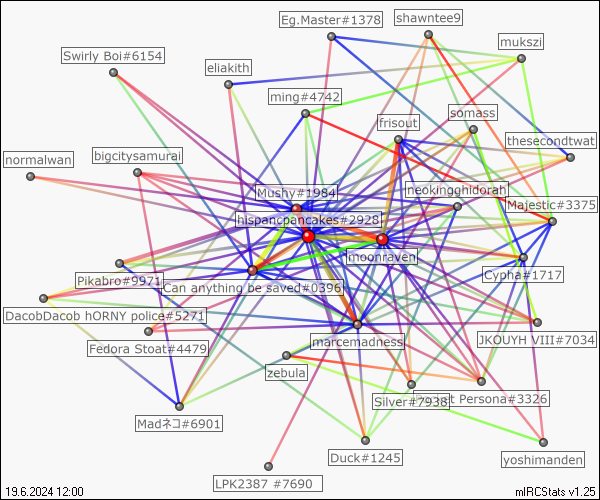 Eg.Master#1378
shawntee9
mukszi
Swirly Boi#6154
eliakith
ming#4742
somass
frisout
thesecondtwat
normalwan
bigcitysamurai
Mushy#1984
neokingghidorah
Majestic#3375
hispancpancakes#2928
moonraven
Cypha#1717
Pikabro#9971
Can anything be saved#0396
DacobDacob hORNY police#5271
marcemadness
JKOUYH VIII#7034
Fedora Stoat#4479
zebula
Silver#7938
t Persona#3326
Madネコ#6901
Duck#1245
yoshimanden
LPK2387 #7690
19.6.2024 12:00
mIRCStats v1.25